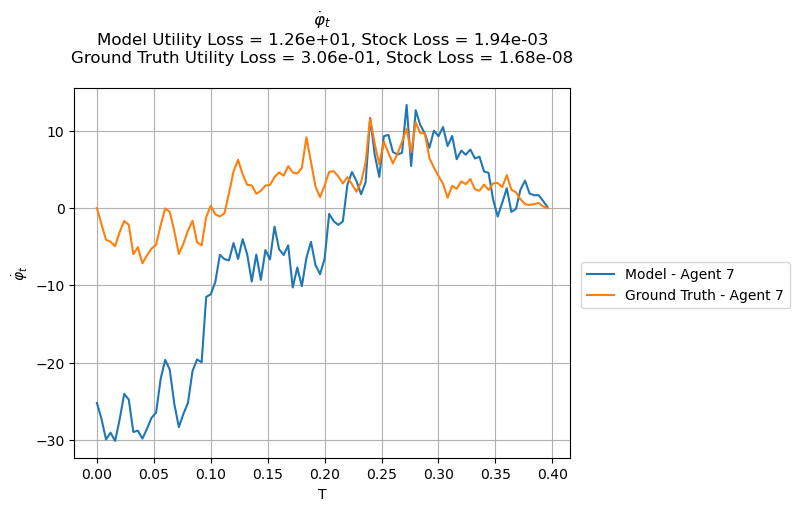 φ̇ₜ
Model Utility Loss = 1.26e+01, Stock Loss = 1.94e-03
Ground Truth Utility Loss = 3.06e-01, Stock Loss = 1.68e-08
10
0
−10
−20
−30
φ̇ₜ
0.00 0.05 0.10 0.15 0.20 0.25 0.30 0.35 0.40
T
Model - Agent 7
Ground Truth - Agent 7